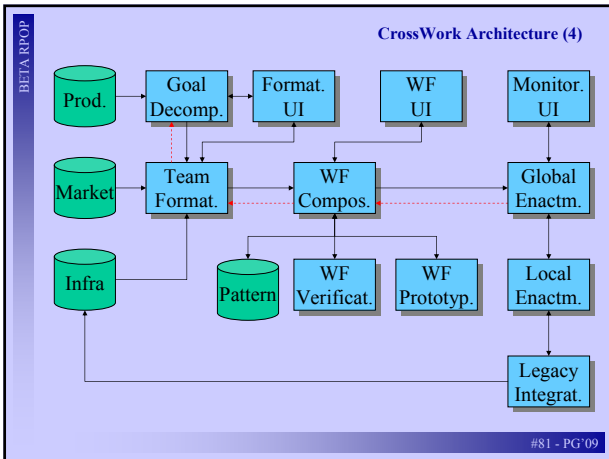 BETA RPOP
CrossWork Architecture (4)
Prod.
Goal
Decomp.
Format.
UI
WF
UI
Monitor.
UI
Market
Team
Format.
WF
Compos.
Global
Enactm.
Infra
Pattern
WF
Verificat.
WF
Prototyp.
Local
Enactm.
Legacy
Integrat.
#81 - PG'09